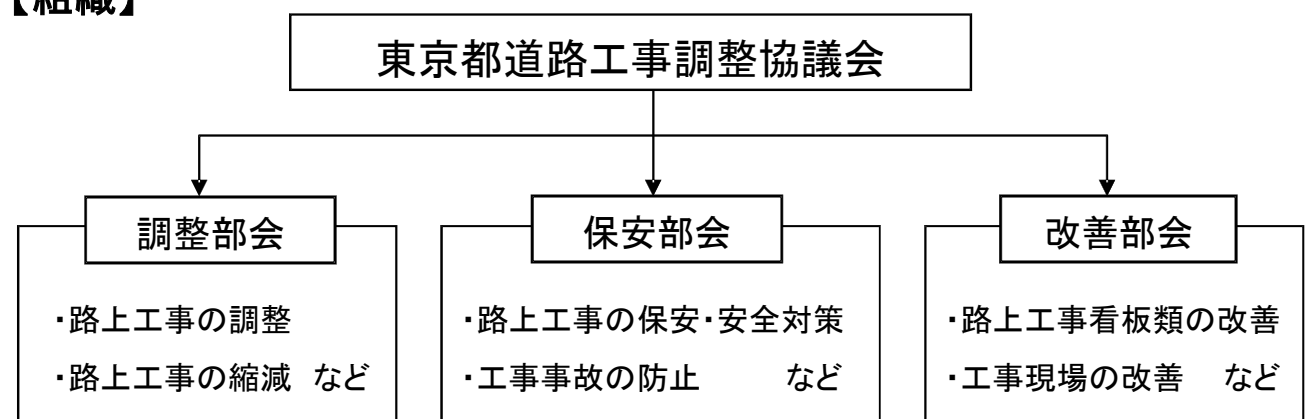 【組織】
東京都道路工事調整協議会
調整部会
・路上工事の調整
・路上工事の縮減 など
保安部会
・路上工事の保安・安全対策
・工事事故の防止 など
改善部会
・路上工事看板類の改善
・工事現場の改善 など